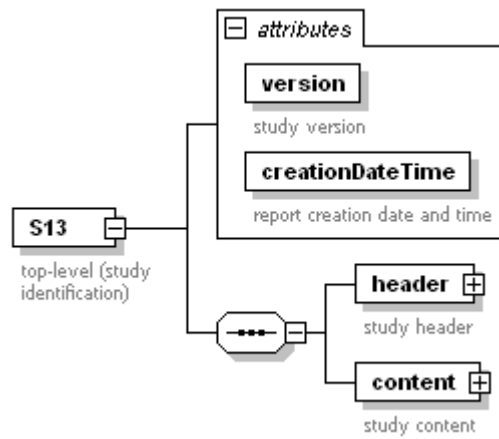 attributes
version
study version
creationDateTime
report creation date and time
S13
top-level (study
identification)
header
study header
content
study content